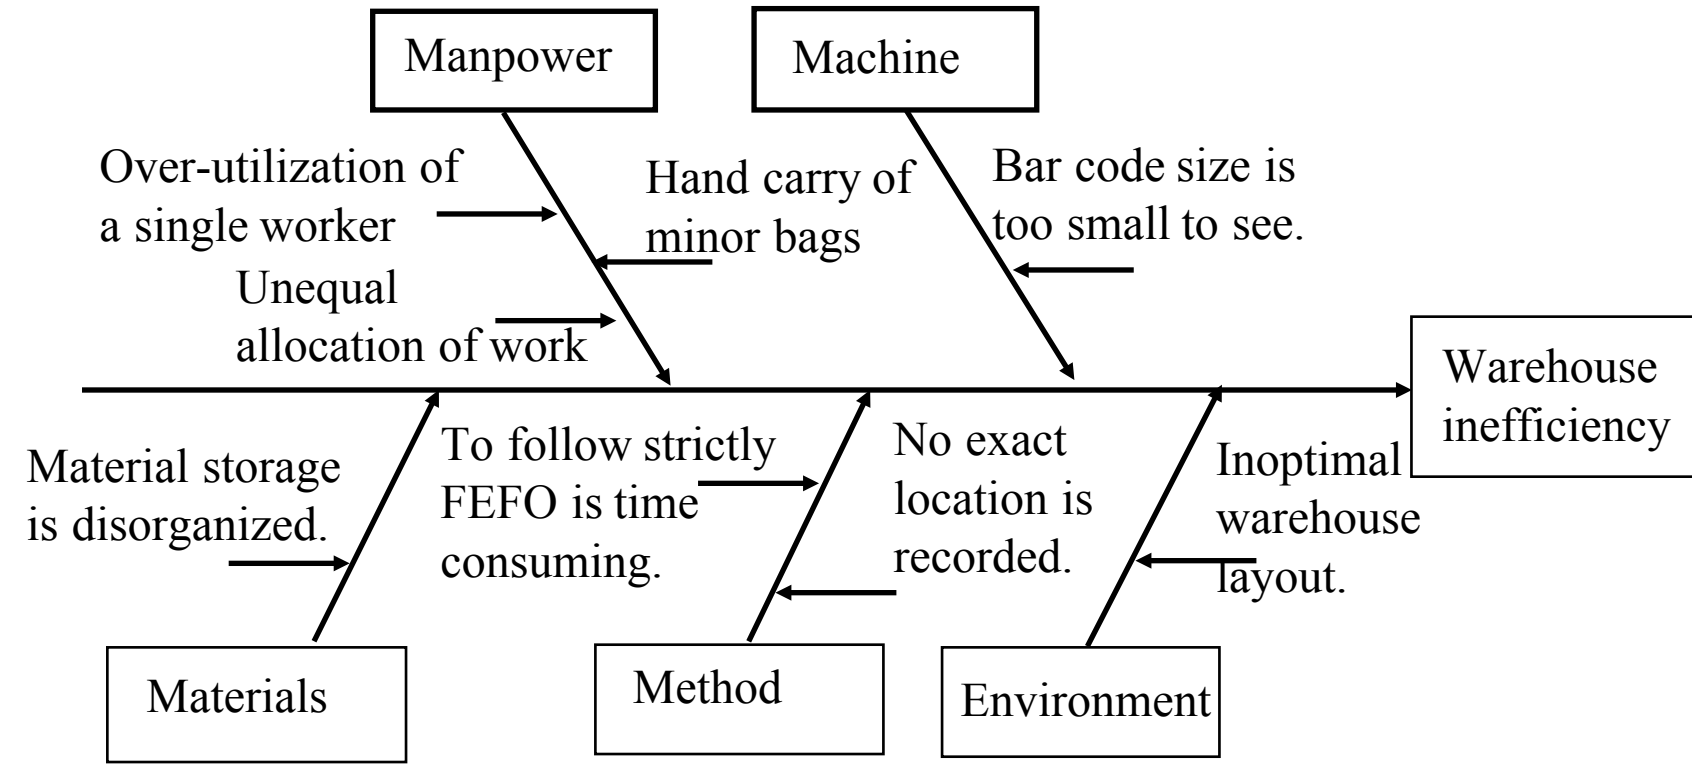 Manpower
Machine
Over-utilization of
a single worker
Hand carry of
minor bags
Bar code size is
too small to see.
Unequal
allocation of work
Warehouse
inefficiency
Material storage
is disorganized.
To follow strictly
FEFO is time
consuming.
No exact
location is
recorded.
Inoptimal
warehouse
layout.
Materials
Method
Environment